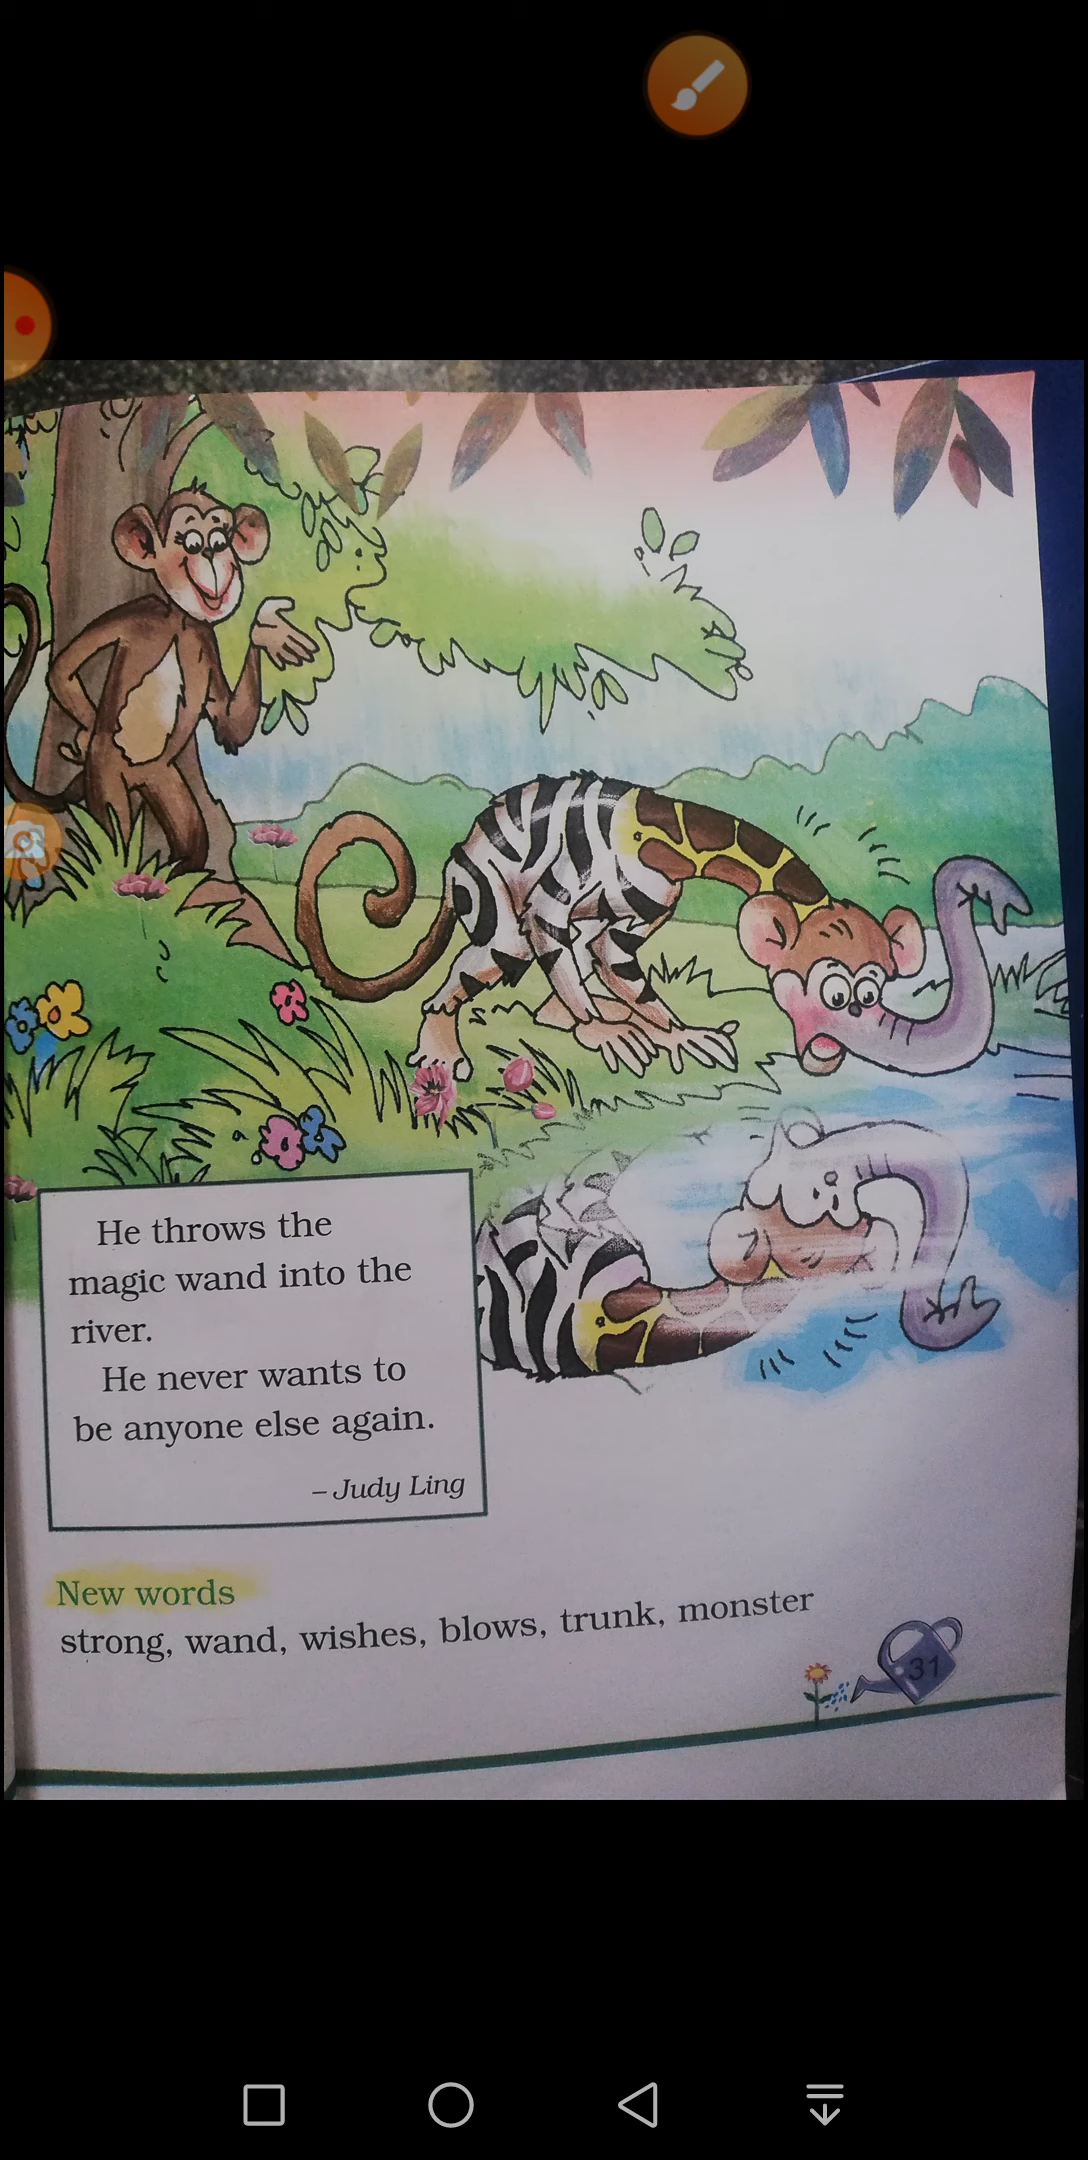 He throws the
magic wand into the
river.
He never wants to
be anyone else again.
– Judy Ling
New words
strong, wand, wishes, blows, trunk, monster
31